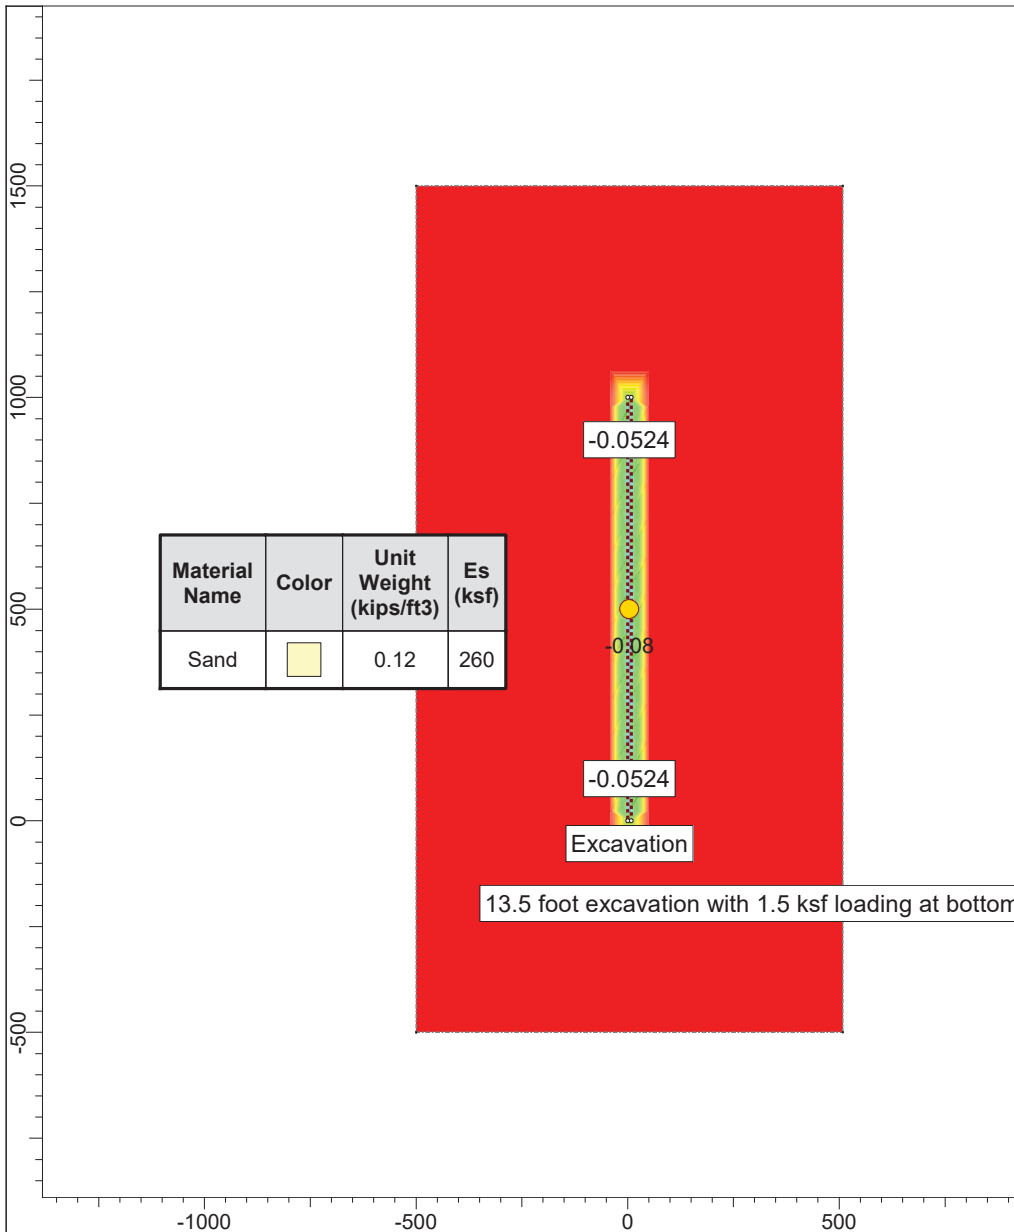 1500
1000
-0.0524
Material Name
Color
Unit Weight (kips/ft3)
Es (ksf)
Sand
0.12
260
500
-0.08
-0.0524
0
Excavation
13.5 foot excavation with 1.5 ksf loading at bottom
-500
-1000
-500
0
500